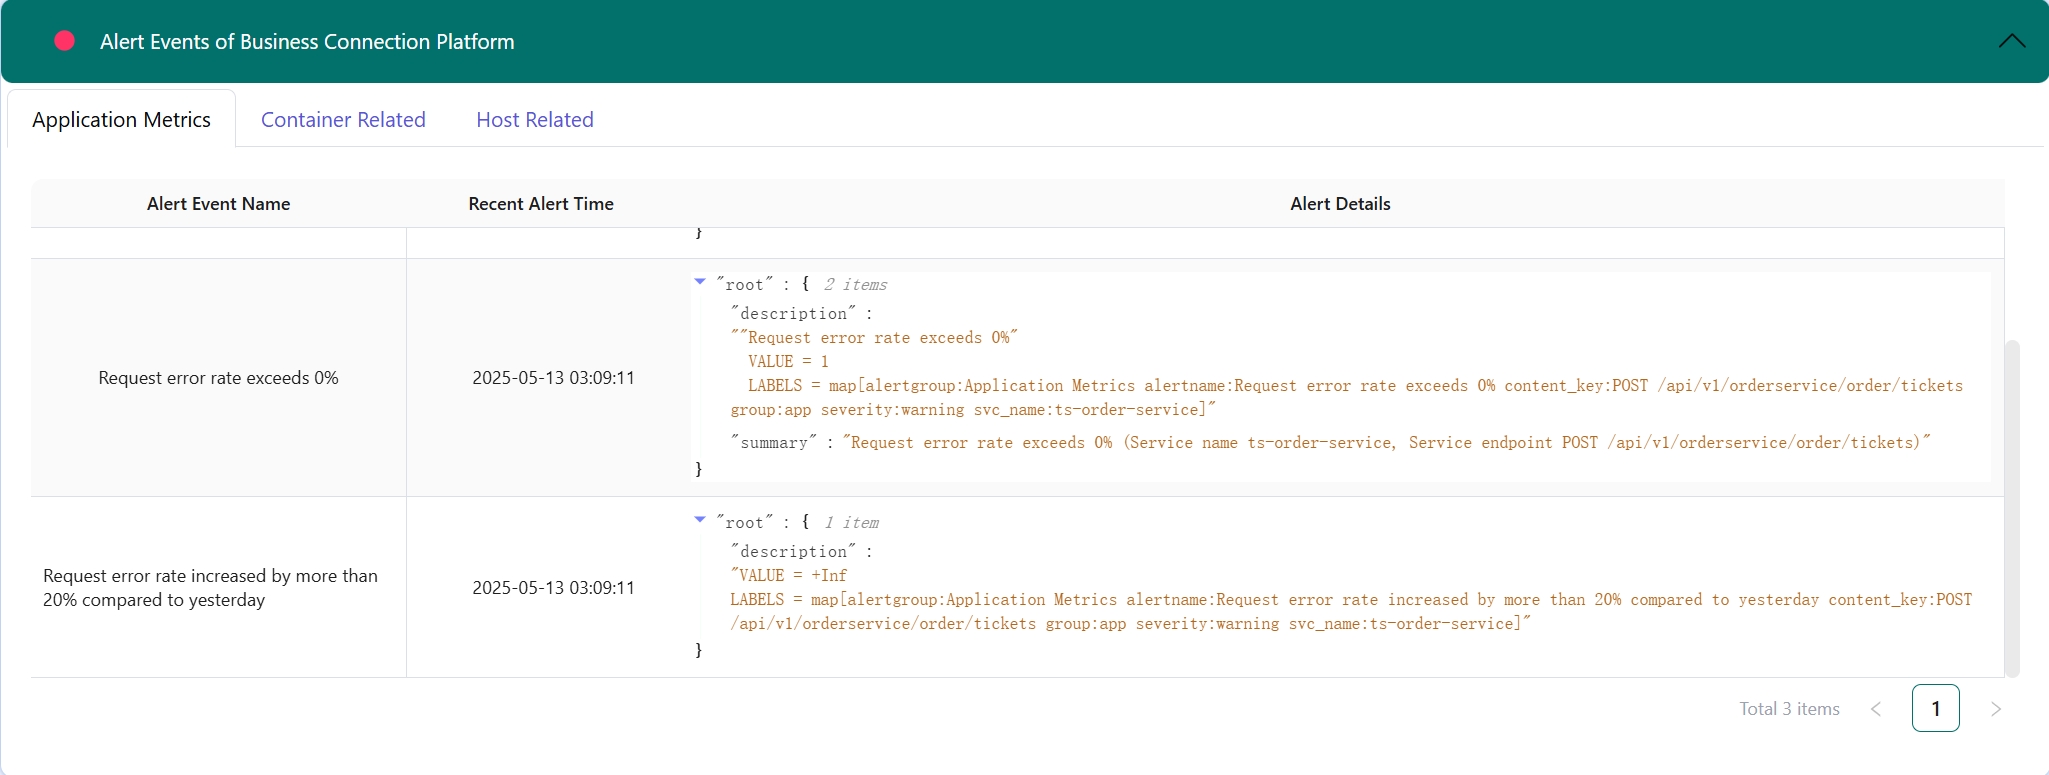 Alert Events of Business Connection Platform
Application Metrics
Container Related
Host Related
Alert Event Name
Recent Alert Time
Alert Details
}
Request error rate exceeds 0%
2025-05-13 03:09:11
"root" : { 2 items
"description" :
""Request error rate exceeds 0%"
VALUE = 1
LABELS = map[alertgroup:Application Metrics alertname:Request error rate exceeds 0% content_key:POST /api/v1/orderservice/order/tickets
group:app severity:warning svc_name:ts-order-service]"
"summary" : "Request error rate exceeds 0% (Service name ts-order-service, Service endpoint POST /api/v1/orderservice/order/tickets)"
}
Request error rate increased by more than
20% compared to yesterday
2025-05-13 03:09:11
"root" : { 1 item
"description" :
"VALUE = +Inf
LABELS = map[alertgroup:Application Metrics alertname:Request error rate increased by more than 20% compared to yesterday content_key:POST
/api/v1/orderservice/order/tickets group:app severity:warning svc_name:ts-order-service]"
}
Total 3 items
< 1 >